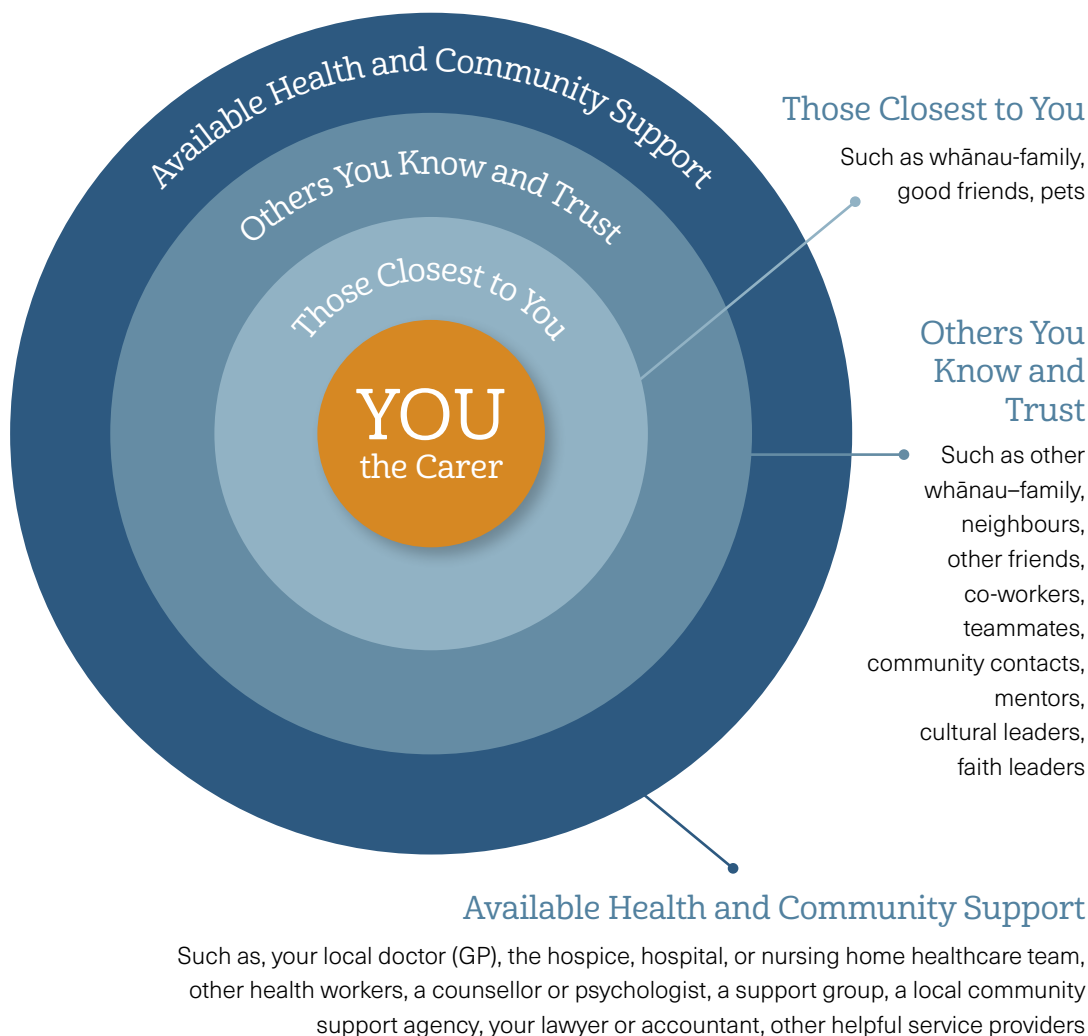 Available Health and Community Support
Others You Know and Trust
Those Closest to You
YOU
the Carer
Those Closest to You
Such as whānau-family,
good friends, pets
Others You
Know and
Trust
Such as other
whānau–family,
neighbours,
other friends,
co-workers,
teammates,
community contacts,
mentors,
cultural leaders,
faith leaders
Available Health and Community Support
Such as, your local doctor (GP), the hospice, hospital, or nursing home healthcare team,
other health workers, a counsellor or psychologist, a support group, a local community
support agency, your lawyer or accountant, other helpful service providers